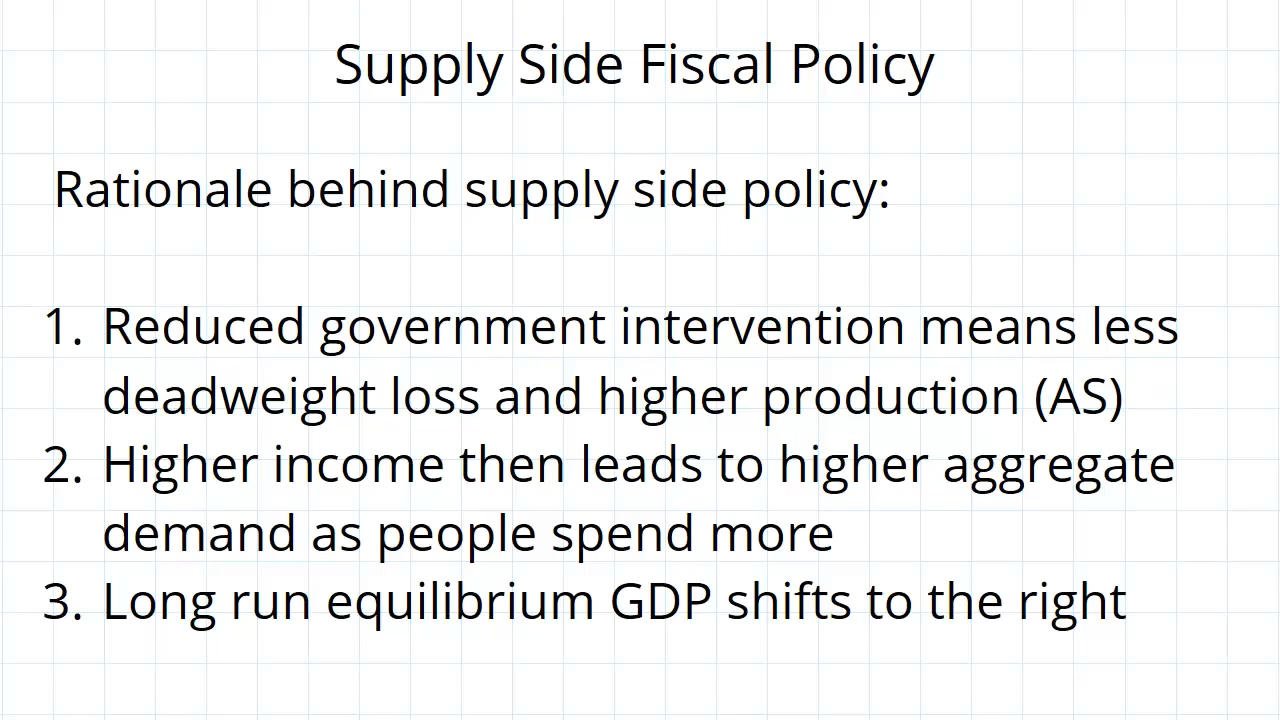 Supply Side Fiscal Policy
Rationale behind supply side policy:
1. Reduced government intervention means less
deadweight loss and higher production (AS)
2. Higher income then leads to higher aggregate
demand as people spend more
3. Long run equilibrium GDP shifts to the right